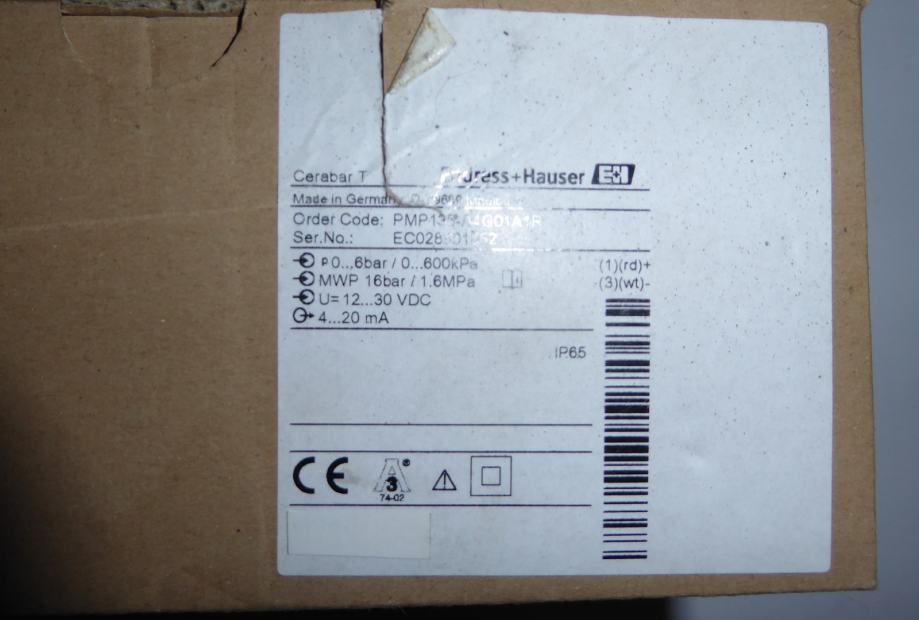 Cerabar T
Endress+Hauser EH
Made in Germany
Order Code:
Ser.No.:
p 0...6bar / 0...600kPa
MWP 16bar / 1.6MPa
U= 12...30 VDC
4...20 mA
(1)(rd)+
(3)(wt)-
IP65
CE
A ®
3
74-02